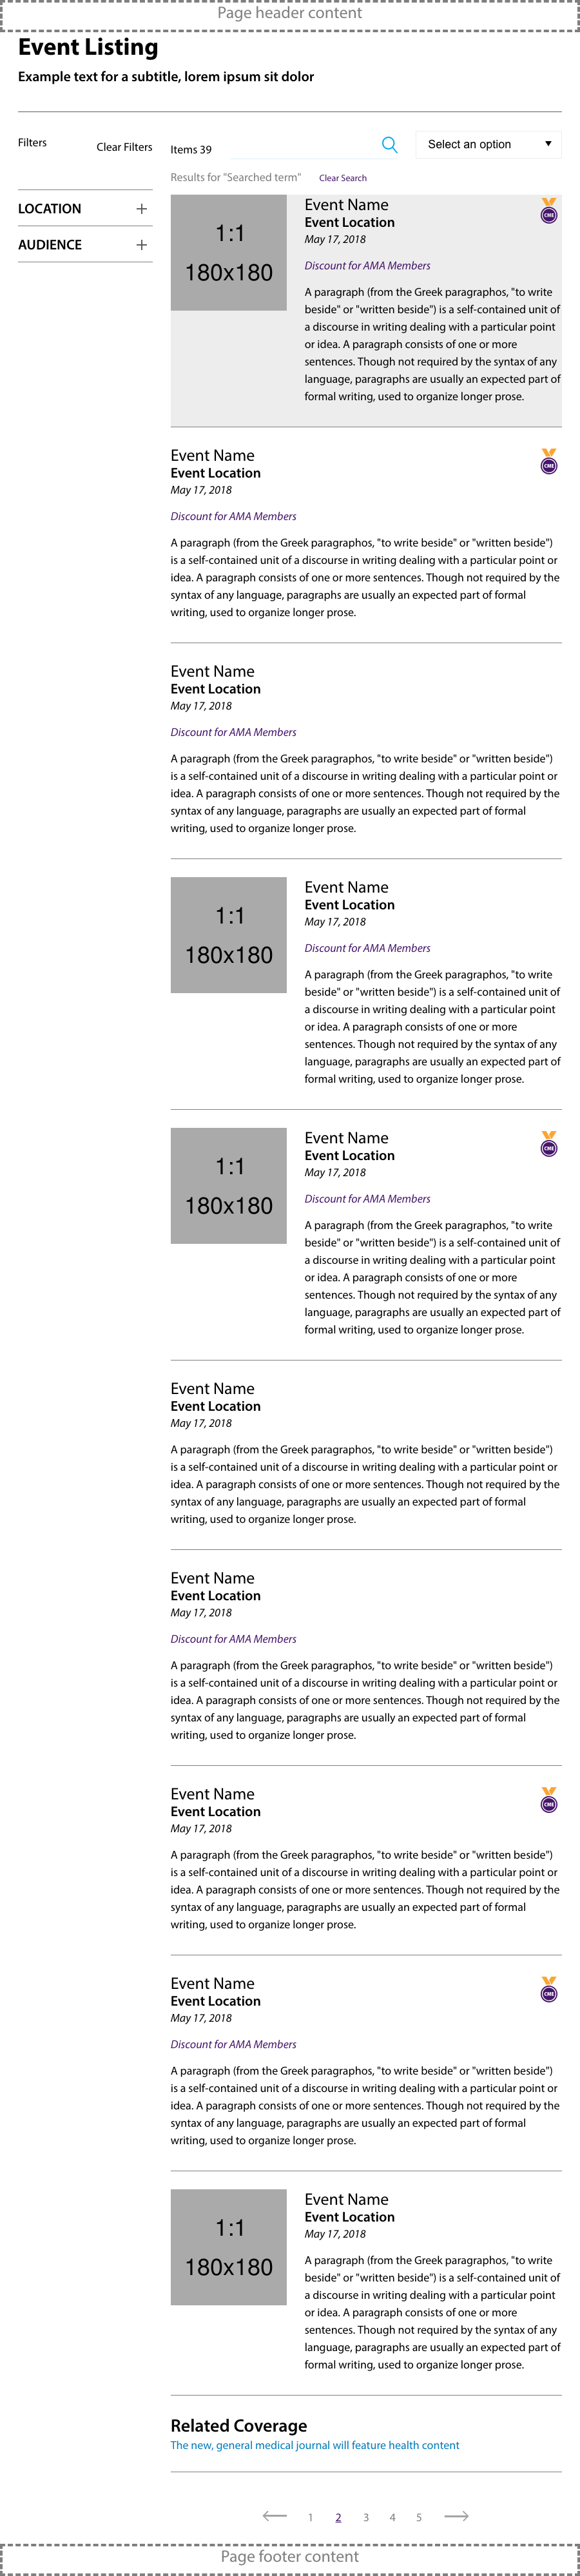 Page header content
Event Listing
Example text for a subtitle, lorem ipsum sit dolor
Filters
Clear Filters
LOCATION
AUDIENCE
Items 39
Select an option
Results for "Searched term"
Clear Search
1:1
180x180
Event Name
CME
Event Location
May 17, 2018
Discount for AMA Members
A paragraph (from the Greek paragraphos, "to write
beside" or "written beside") is a self-contained unit of
a discourse in writing dealing with a particular point
or idea. A paragraph consists of one or more
sentences. Though not required by the syntax of any
language, paragraphs are usually an expected part of
formal writing, used to organize longer prose.
Event Name
CME
Event Location
May 17, 2018
Discount for AMA Members
A paragraph (from the Greek paragraphos, "to write beside" or "written beside")
is a self-contained unit of a discourse in writing dealing with a particular point or
idea. A paragraph consists of one or more sentences. Though not required by the
syntax of any language, paragraphs are usually an expected part of formal
writing, used to organize longer prose.
Event Name
Event Location
May 17, 2018
Discount for AMA Members
A paragraph (from the Greek paragraphos, "to write beside" or "written beside")
is a self-contained unit of a discourse in writing dealing with a particular point or
idea. A paragraph consists of one or more sentences. Though not required by the
syntax of any language, paragraphs are usually an expected part of formal
writing, used to organize longer prose.
1:1
180x180
Event Name
Event Location
May 17, 2018
Discount for AMA Members
A paragraph (from the Greek paragraphos, "to write
beside" or "written beside") is a self-contained unit of
a discourse in writing dealing with a particular point
or idea. A paragraph consists of one or more
sentences. Though not required by the syntax of any
language, paragraphs are usually an expected part of
formal writing, used to organize longer prose.
1:1
180x180
Event Name
CME
Event Location
May 17, 2018
Discount for AMA Members
A paragraph (from the Greek paragraphos, "to write
beside" or "written beside") is a self-contained unit of
a discourse in writing dealing with a particular point
or idea. A paragraph consists of one or more
sentences. Though not required by the syntax of any
language, paragraphs are usually an expected part of
formal writing, used to organize longer prose.
Event Name
Event Location
May 17, 2018
A paragraph (from the Greek paragraphos, "to write beside" or "written beside")
is a self-contained unit of a discourse in writing dealing with a particular point or
idea. A paragraph consists of one or more sentences. Though not required by the
syntax of any language, paragraphs are usually an expected part of formal
writing, used to organize longer prose.
Event Name
Event Location
May 17, 2018
Discount for AMA Members
A paragraph (from the Greek paragraphos, "to write beside" or "written beside")
is a self-contained unit of a discourse in writing dealing with a particular point or
idea. A paragraph consists of one or more sentences. Though not required by the
syntax of any language, paragraphs are usually an expected part of formal
writing, used to organize longer prose.
Event Name
CME
Event Location
May 17, 2018
A paragraph (from the Greek paragraphos, "to write beside" or "written beside")
is a self-contained unit of a discourse in writing dealing with a particular point or
idea. A paragraph consists of one or more sentences. Though not required by the
syntax of any language, paragraphs are usually an expected part of formal
writing, used to organize longer prose.
Event Name
CME
Event Location
May 17, 2018
Discount for AMA Members
A paragraph (from the Greek paragraphos, "to write beside" or "written beside")
is a self-contained unit of a discourse in writing dealing with a particular point or
idea. A paragraph consists of one or more sentences. Though not required by the
syntax of any language, paragraphs are usually an expected part of formal
writing, used to organize longer prose.
1:1
180x180
Event Name
Event Location
May 17, 2018
A paragraph (from the Greek paragraphos, "to write
beside" or "written beside") is a self-contained unit of
a discourse in writing dealing with a particular point
or idea. A paragraph consists of one or more
sentences. Though not required by the syntax of any
language, paragraphs are usually an expected part of
formal writing, used to organize longer prose.
Related Coverage
The new, general medical journal will feature health content
1 2 3 4 5
Page footer content